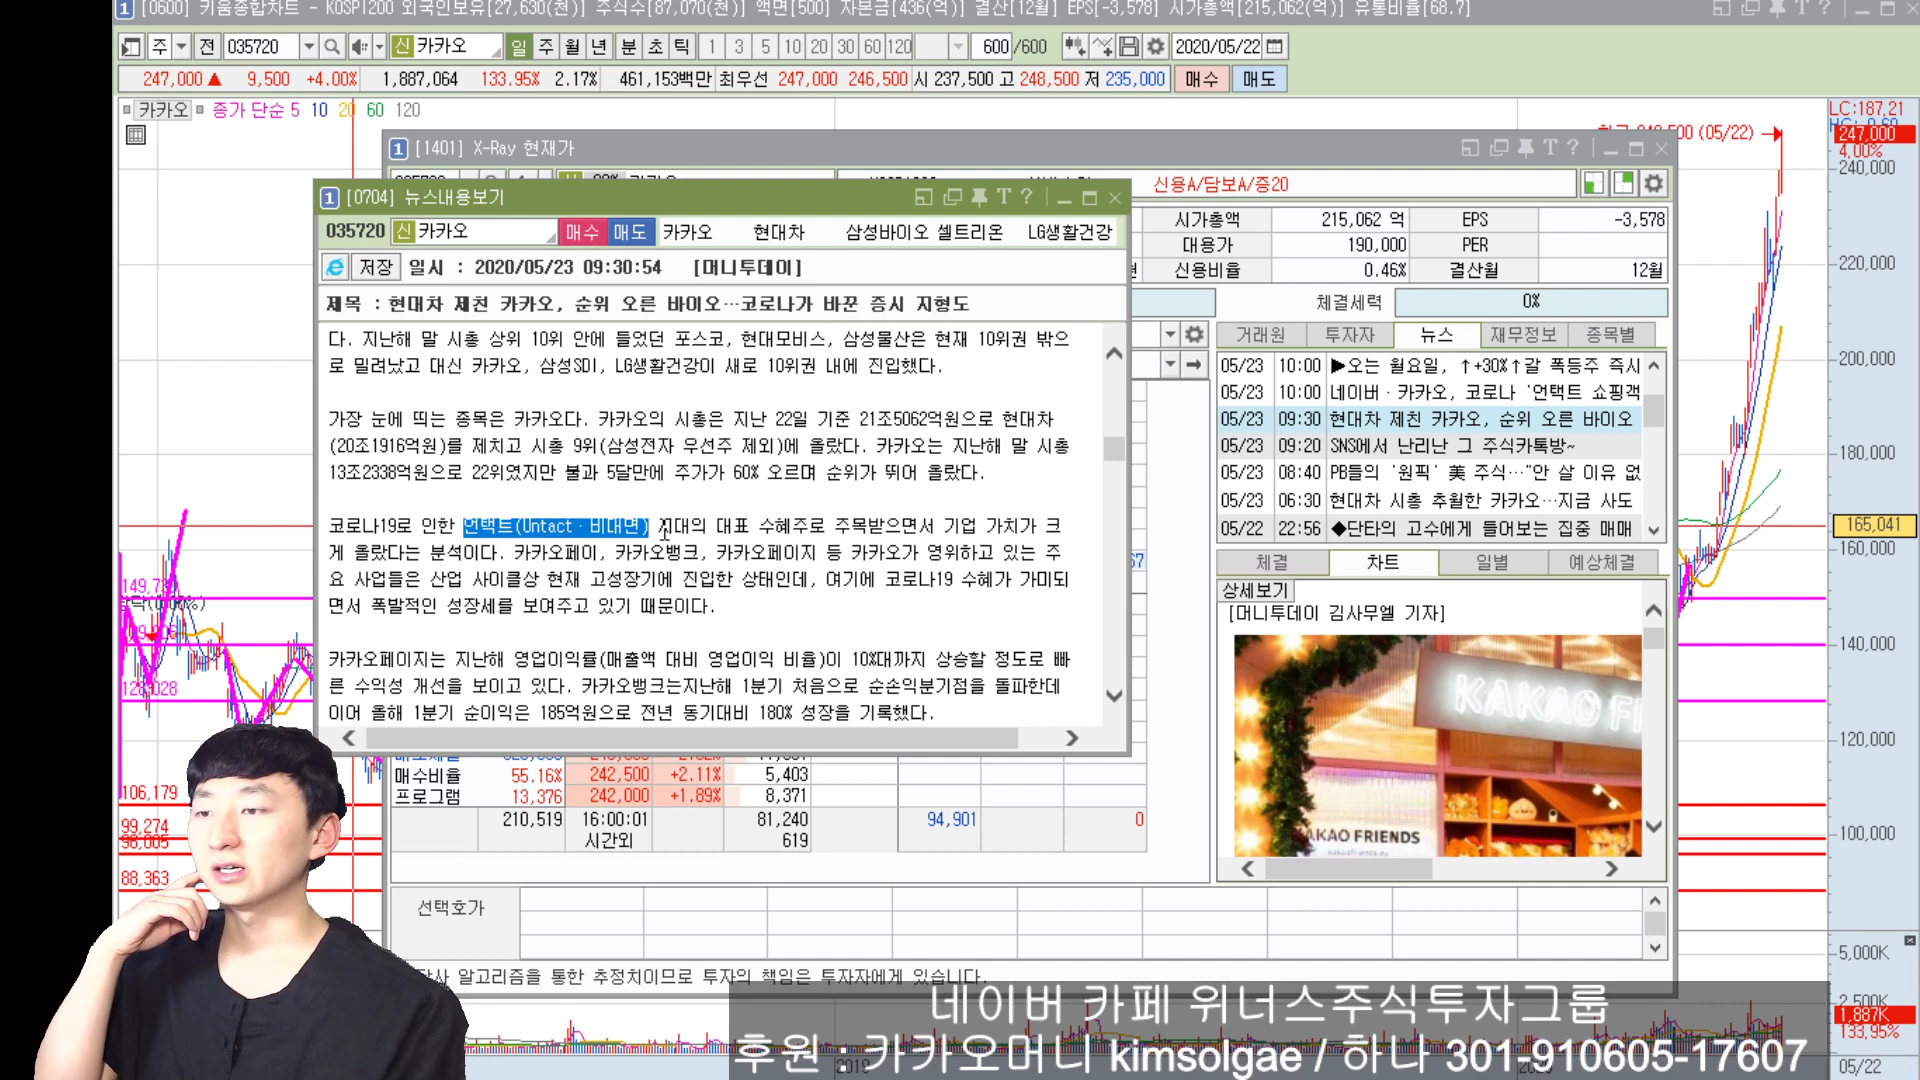 [0600] 키움종합차트 - KOSPI200 외국인보유[27,630(천)] 주식수[87,070(천)] 액면[500] 자본금[436(억)] 결산[12월] EPS[-3,578] 시가총액[215,062(억)] 유통비율[68.7]
주 전 035720 신 카카오 일 주 월 년 분 초 틱 1 3 5 10 20 30 60 120 600 /600 2020/05/22
247,000 ▲ 9,500 +4.00% 1,887,064 133.95% 2.17% 461,153백만 최우선 247,000 246,500 시 237,500 고 248,500 저 235,000 매수 매도
카카오 종가 단순 5 10 20 60 120
LC:187,21
247,000
4.00%
240,000
220,000
200,000
180,000
165,041
160,000
140,000
120,000
100,000
5,000K
2,500K
1,887K
133,95%
05/22
128,028
106,179
99,274
88,363
1 [1401] X-Ray 현재가
신용A/담보A/증20
시가총액 215,062 억 EPS -3,578
대용가 190,000 PER
신용비율 0.46% 결산월 12월
체결세력 0%
거래원 투자자 뉴스 재무정보 종목별
05/23 10:00 ▶오는 월요일, ↑+30%↑갈 폭등주 즉시
05/23 10:00 네이버·카카오, 코로나 '언택트 쇼핑객
05/23 09:30 현대차 제친 카카오, 순위 오른 바이오
05/23 09:20 SNS에서 난리난 그 주식카톡방~
05/23 08:40 PB들의 '원픽' 美 주식…"안 살 이유 없
05/23 06:30 현대차 시총 추월한 카카오…지금 사도
05/22 22:56 ◆단타의 고수에게 들어보는 집중 매매
체결 차트 일별 예상체결
상세보기
[머니투데이 김사무엘 기자]
KAKAO FRIENDS
1 [0704] 뉴스내용보기
035720 신 카카오 매수 매도 카카오 현대차 삼성바이오 셀트리온 LG생활건강
저장 일시 : 2020/05/23 09:30:54 [머니투데이]
제목 : 현대차 제친 카카오, 순위 오른 바이오…코로나가 바꾼 증시 지형도
다. 지난해 말 시총 상위 10위 안에 들었던 포스코, 현대모비스, 삼성물산은 현재 10위권 밖으
로 밀려났고 대신 카카오, 삼성SDI, LG생활건강이 새로 10위권 내에 진입했다.
가장 눈에 띄는 종목은 카카오다. 카카오의 시총은 지난 22일 기준 21조5062억원으로 현대차
(20조1916억원)를 제치고 시총 9위(삼성전자 우선주 제외)에 올랐다. 카카오는 지난해 말 시총
13조2338억원으로 22위였지만 불과 5달만에 주가가 60% 오르며 순위가 뛰어 올랐다.
코로나19로 인한 언택트(Untact·비대면) 시대의 대표 수혜주로 주목받으면서 기업 가치가 크
게 올랐다는 분석이다. 카카오페이, 카카오뱅크, 카카오페이지 등 카카오가 영위하고 있는 주
요 사업들은 산업 사이클상 현재 고성장기에 진입한 상태인데, 여기에 코로나19 수혜가 가미되
면서 폭발적인 성장세를 보여주고 있기 때문이다.
카카오페이지는 지난해 영업이익률(매출액 대비 영업이익 비율)이 10%대까지 상승할 정도로 빠
른 수익성 개선을 보이고 있다. 카카오뱅크는지난해 1분기 처음으로 순손익분기점을 돌파한데
이어 올해 1분기 순이익은 185억원으로 전년 동기대비 180% 성장을 기록했다.
매수비율 55.16% 242,500 +2.11% 5,403
프로그램 13,376 242,000 +1.89% 8,371
210,519 16:00:01 81,240 94,901 0
시간외 619
선택호가
알고리즘을 통한 추정치이므로 투자의 책임은 투자자에게 있습니다.
네이버 카페 위너스주식투자그룹
후원 : 카카오머니 kimsolgae / 하나 301-910605-17607